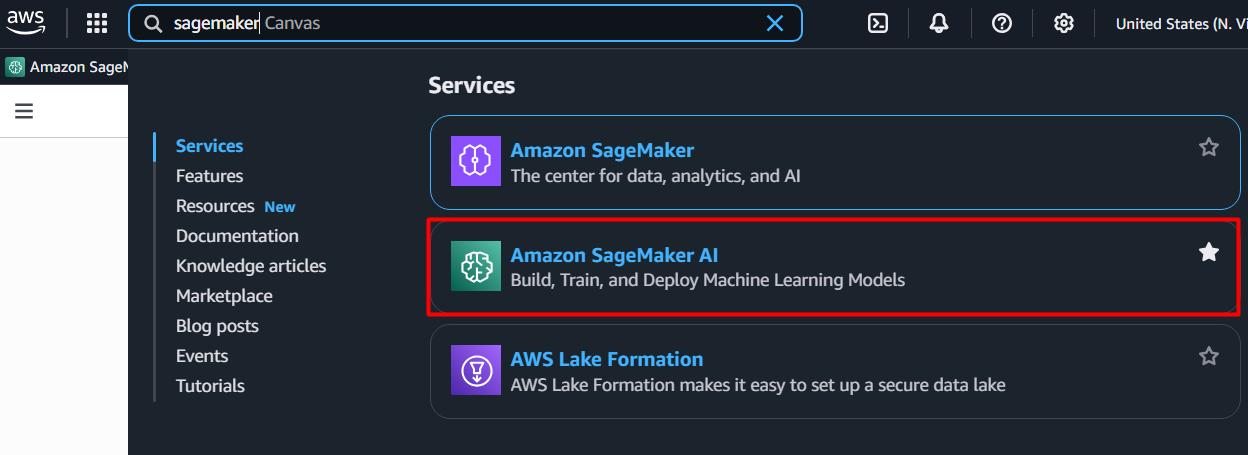 aws
sagemaker Canvas
United States (N. Vi
Amazon SageM
Services
Features
Resources New
Documentation
Knowledge articles
Marketplace
Blog posts
Events
Tutorials
Services
Amazon SageMaker
The center for data, analytics, and AI
Amazon SageMaker AI
Build, Train, and Deploy Machine Learning Models
AWS Lake Formation
AWS Lake Formation makes it easy to set up a secure data lake